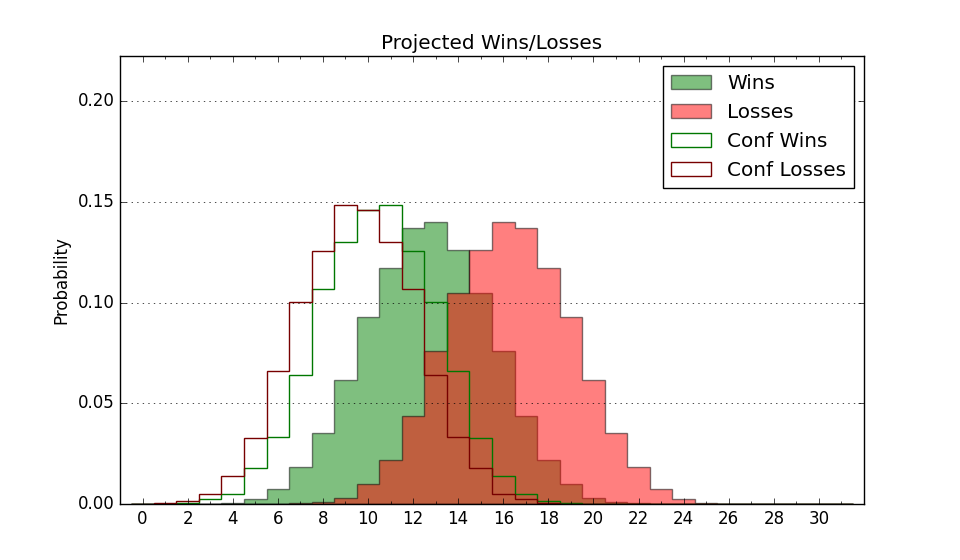 Projected Wins/Losses
Wins
Losses
Conf Wins
Conf Losses
Probability
0.20
0.15
0.10
0.05
0.00
0 2 4 6 8 10 12 14 16 18 20 22 24 26 28 30